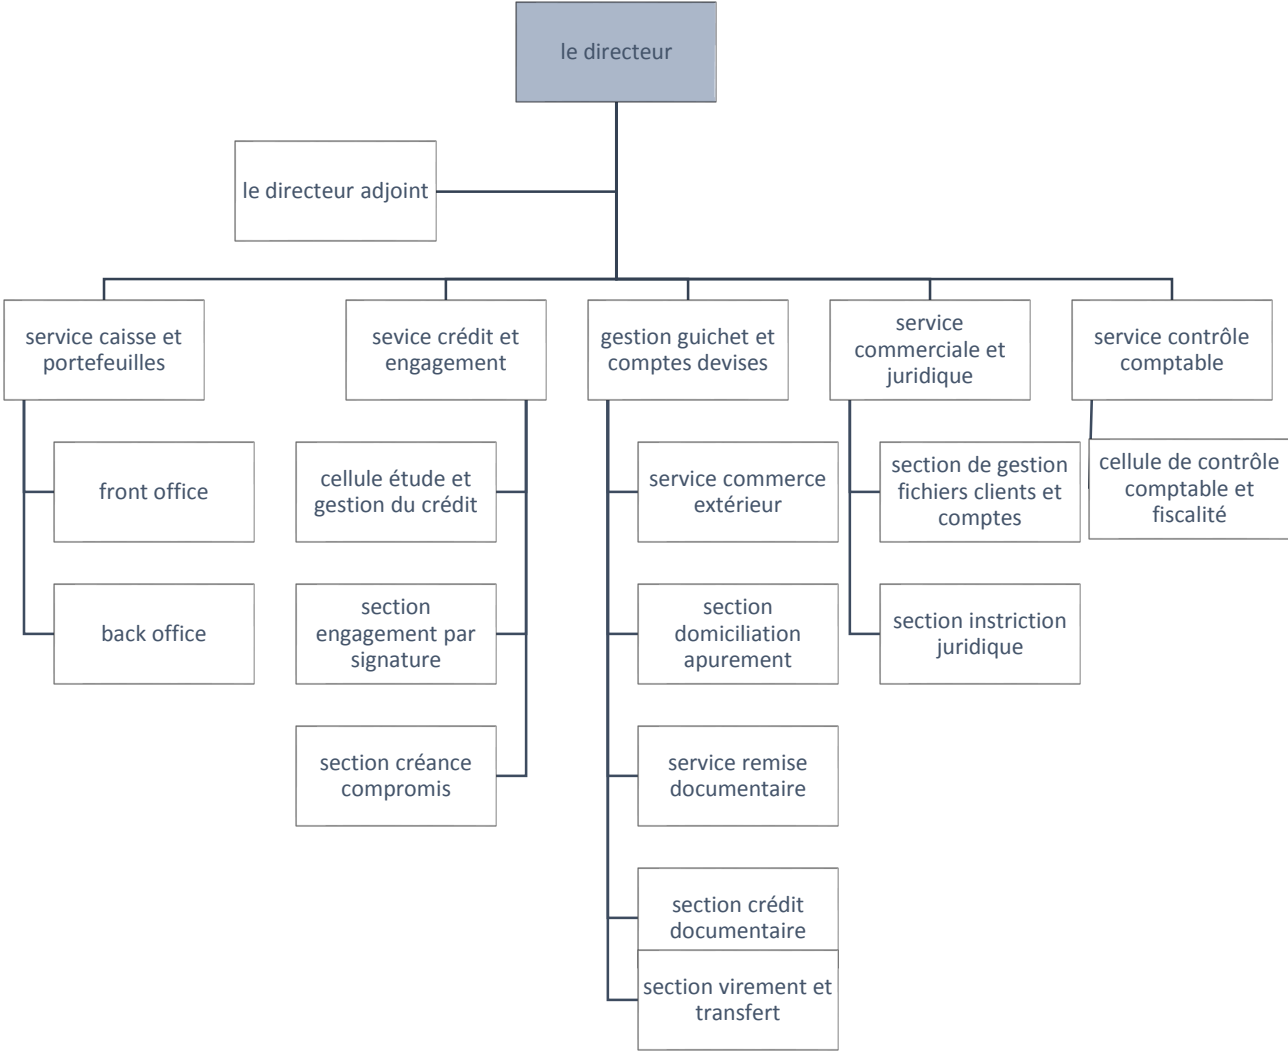 le directeur
le directeur adjoint
service caisse et
portefeuilles
sevice crédit et
engagement
gestion guichet et
comptes devises
service
commerciale et
juridique
service contrôle
comptable
front office
back office
cellule étude et
gestion du crédit
section
engagement par
signature
section créance
compromis
service commerce
extérieur
section
domiciliation
apurement
service remise
documentaire
section crédit
documentaire
section virement et
transfert
section de gestion
fichiers clients et
comptes
section instriction
juridique
cellule de contrôle
comptable et
fiscalité